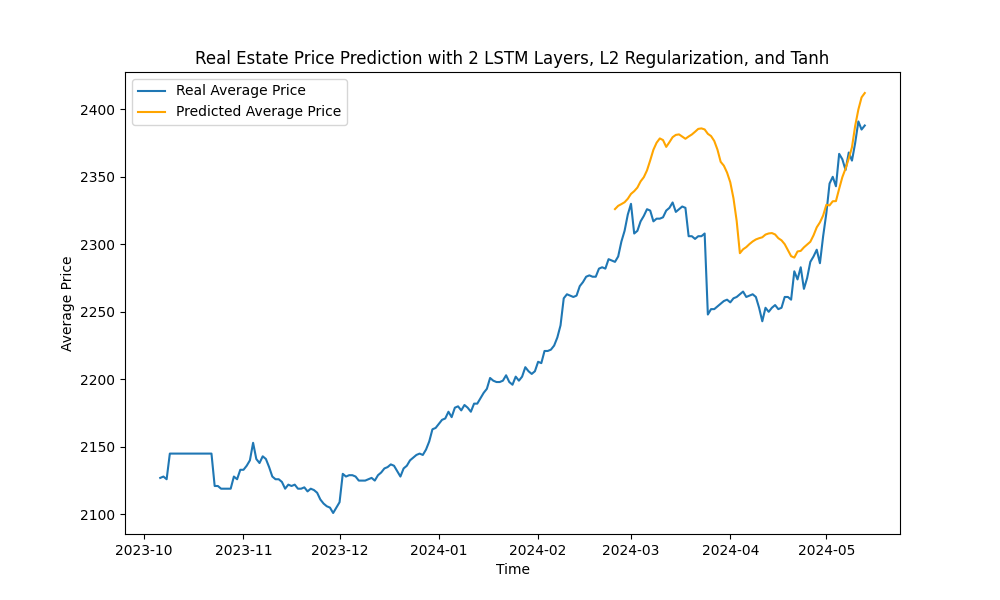 Real Estate Price Prediction with 2 LSTM Layers, L2 Regularization, and Tanh
Real Average Price
Predicted Average Price
Average Price
2400
2350
2300
2250
2200
2150
2100
2023-10 2023-11 2023-12 2024-01 2024-02 2024-03 2024-04 2024-05
Time